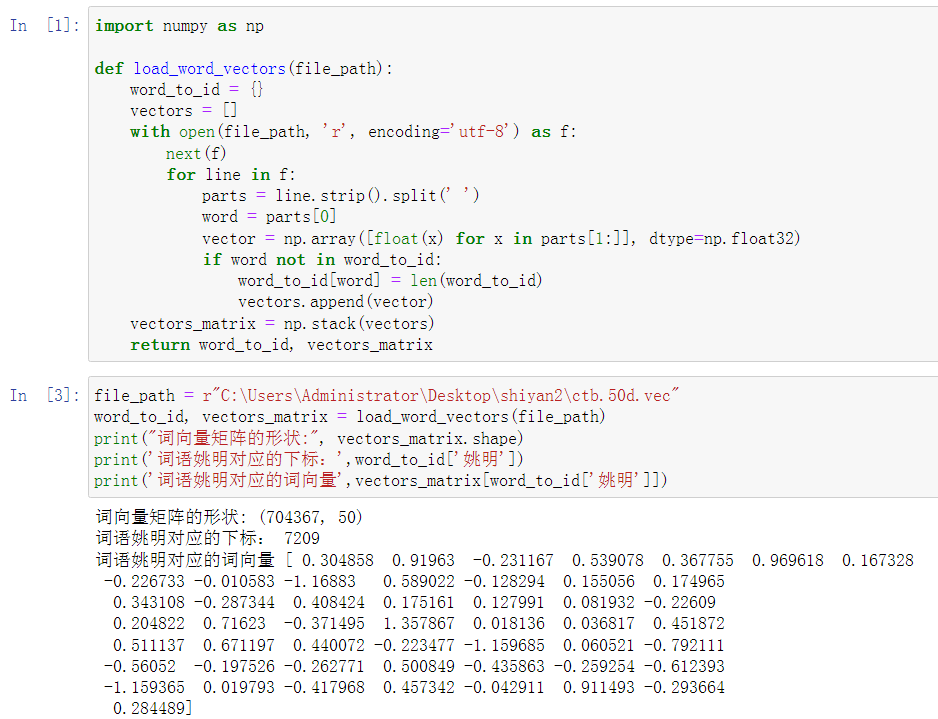 In [1]:
import numpy as np
def load_word_vectors(file_path):
    word_to_id = {}
    vectors = []
    with open(file_path, 'r', encoding='utf-8') as f:
        next(f)
        for line in f:
            parts = line.strip().split(' ')
            word = parts[0]
            vector = np.array([float(x) for x in parts[1:]], dtype=np.float32)
            if word not in word_to_id:
                word_to_id[word] = len(word_to_id)
                vectors.append(vector)
    vectors_matrix = np.stack(vectors)
    return word_to_id, vectors_matrix
In [3]:
file_path = r"C:\Users\Administrator\Desktop\shiyan2\ctb.50d.vec"
word_to_id, vectors_matrix = load_word_vectors(file_path)
print("词向量矩阵的形状:", vectors_matrix.shape)
print('词语姚明对应的下标：',word_to_id['姚明'])
print('词语姚明对应的词向量',vectors_matrix[word_to_id['姚明']])
词向量矩阵的形状: (704367, 50)
词语姚明对应的下标： 7209
词语姚明对应的词向量 [ 0.304858  0.91963  -0.231167  0.539078  0.367755  0.969618  0.167328
 -0.226733 -0.010583 -1.16883   0.589022 -0.128294  0.155056  0.174965
  0.343108 -0.287344  0.408424  0.175161  0.127991  0.081932 -0.22609
  0.204822  0.71623  -0.371495  1.357867  0.018136  0.036817  0.451872
  0.511137  0.671197  0.440072 -0.223477 -1.159685  0.060521 -0.792111
 -0.56052  -0.197526 -0.262771  0.500849 -0.435863 -0.259254 -0.612393
 -1.159365  0.019793 -0.417968  0.457342 -0.042911  0.911493 -0.293664
  0.284489]